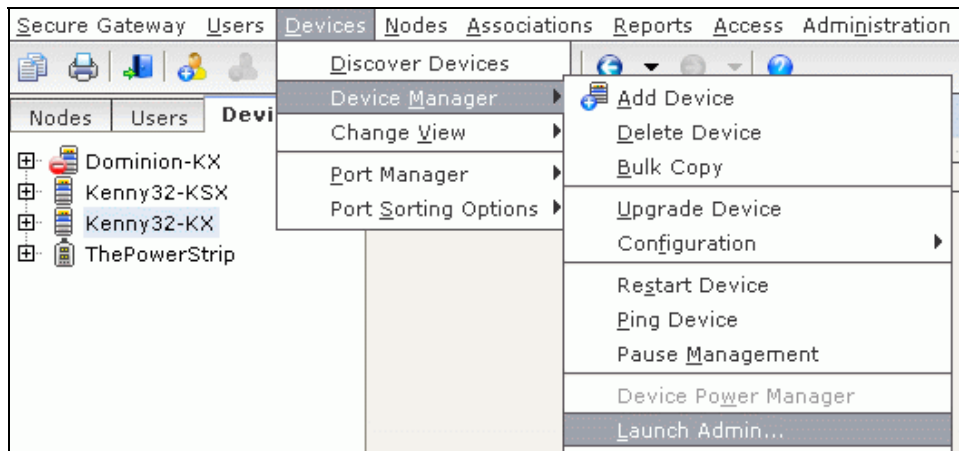 Secure Gateway Users Devices Nodes Associations Reports Access Administration
Discover Devices
Device Manager
Change View
Port Manager
Port Sorting Options
Add Device
Delete Device
Bulk Copy
Upgrade Device
Configuration
Restart Device
Ping Device
Pause Management
Device Power Manager
Launch Admin...
Nodes Users Devi
Dominion-KX
Kenny32-KSX
Kenny32-KX
ThePowerStrip